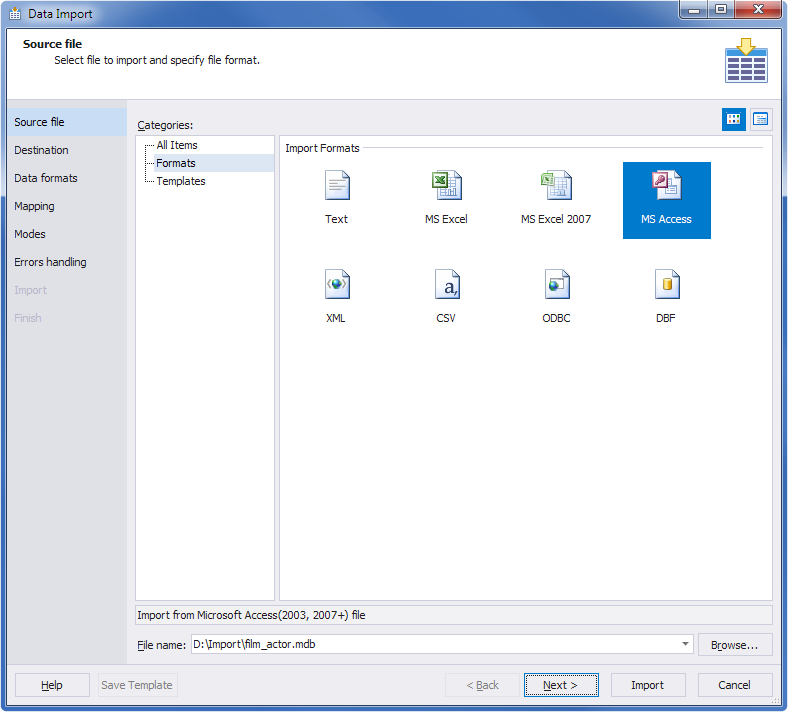 Data Import
Source file
Select file to import and specify file format.
Source file
Destination
Data formats
Mapping
Modes
Errors handling
Import
Finish
Categories:
All Items
Formats
Templates
Import Formats
Text
MS Excel
MS Excel 2007
MS Access
XML
a,
CSV
ODBC
DBF
Import from Microsoft Access(2003, 2007+) file
File name: D:\Import\film_actor.mdb Browse...
Help Save Template < Back Next > Import Cancel